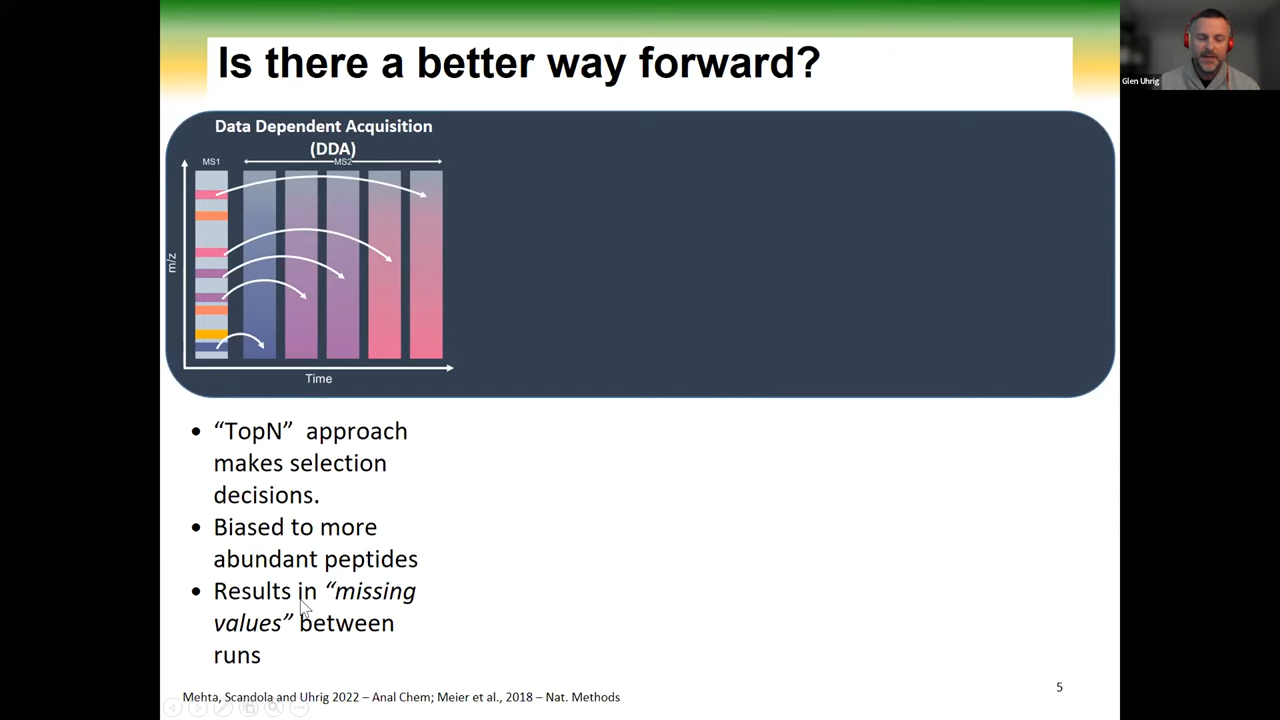 Is there a better way forward?
Glen Uhrig
Data Dependent Acquisition
(DDA)
MS1
MS2
m/z
Time
• “TopN” approach
makes selection
decisions.
• Biased to more
abundant peptides
• Results in “missing
values” between
runs
Mehta, Scandola and Uhrig 2022 – Anal Chem; Meier et al., 2018 – Nat. Methods
5